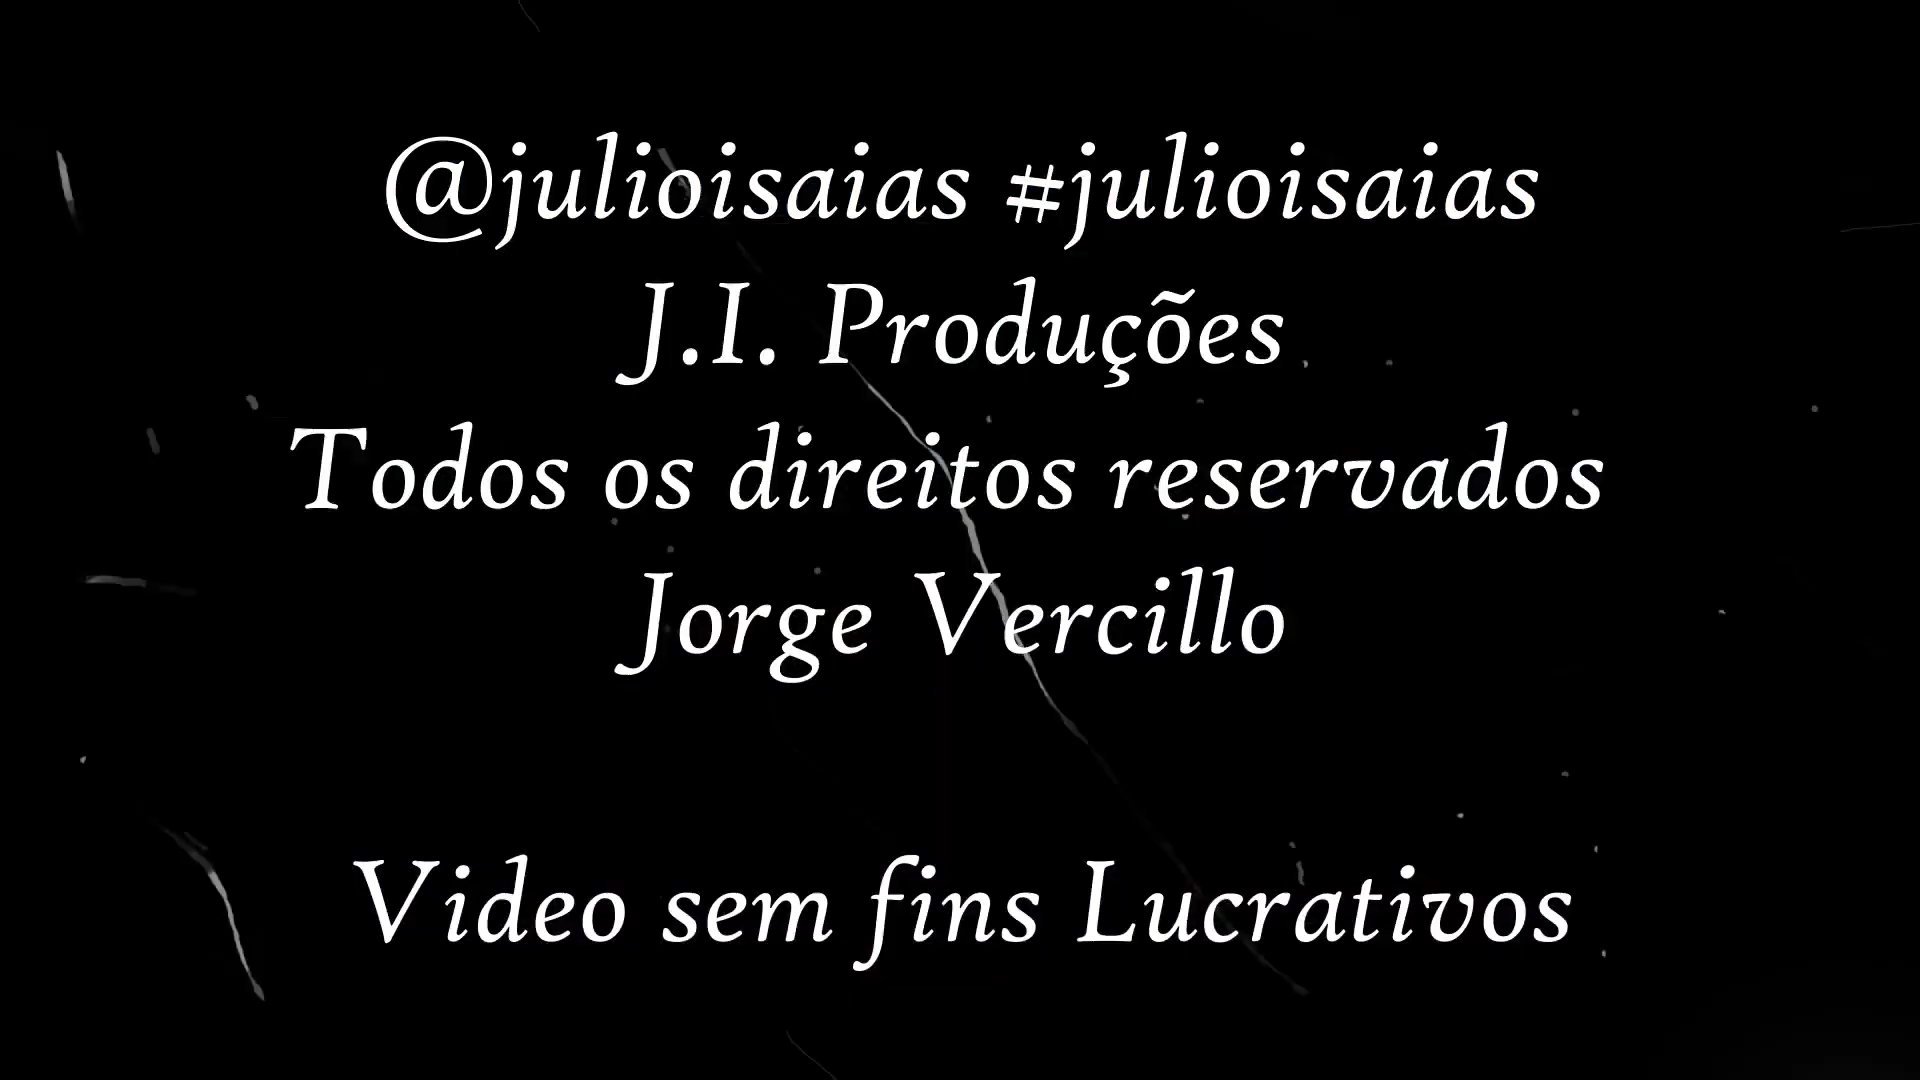 @julioisaias #julioisaias
J.I. Produções
Todos os direitos reservados
Jorge Vercillo
Video sem fins Lucrativos